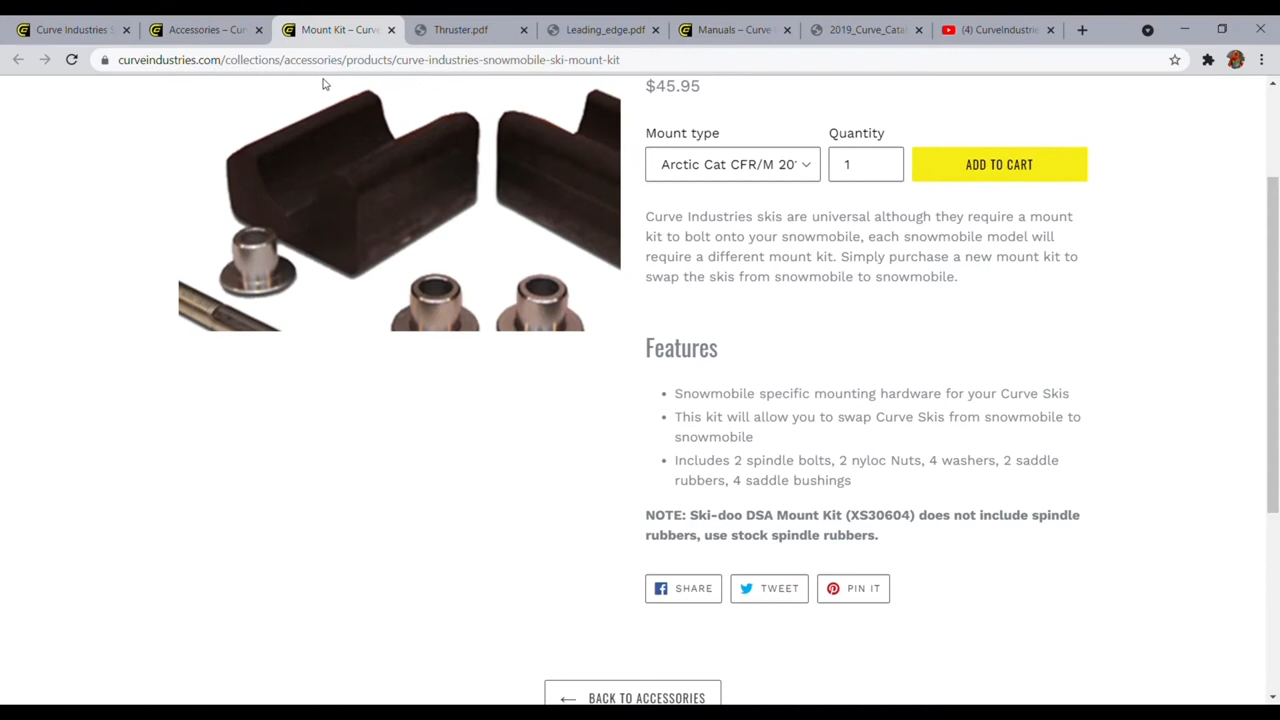 Curve Industries S
Accessories – Cu
Mount Kit – Curve
Thruster.pdf
Leading_edge.pdf
Manuals – Curve
2019_Curve_Catal
(4) CurveIndustrie
curveindustries.com/collections/accessories/products/curve-industries-snowmobile-ski-mount-kit
$45.95
Mount type
Quantity
Arctic Cat CFR/M 20
1
ADD TO CART
Curve Industries skis are universal although they require a mount
kit to bolt onto your snowmobile, each snowmobile model will
require a different mount kit. Simply purchase a new mount kit to
swap the skis from snowmobile to snowmobile.
Features
• Snowmobile specific mounting hardware for your Curve Skis
• This kit will allow you to swap Curve Skis from snowmobile to
snowmobile
• Includes 2 spindle bolts, 2 nyloc Nuts, 4 washers, 2 saddle
rubbers, 4 saddle bushings
NOTE: Ski-doo DSA Mount Kit (XS30604) does not include spindle
rubbers, use stock spindle rubbers.
SHARE
TWEET
PIN IT
← BACK TO ACCESSORIES